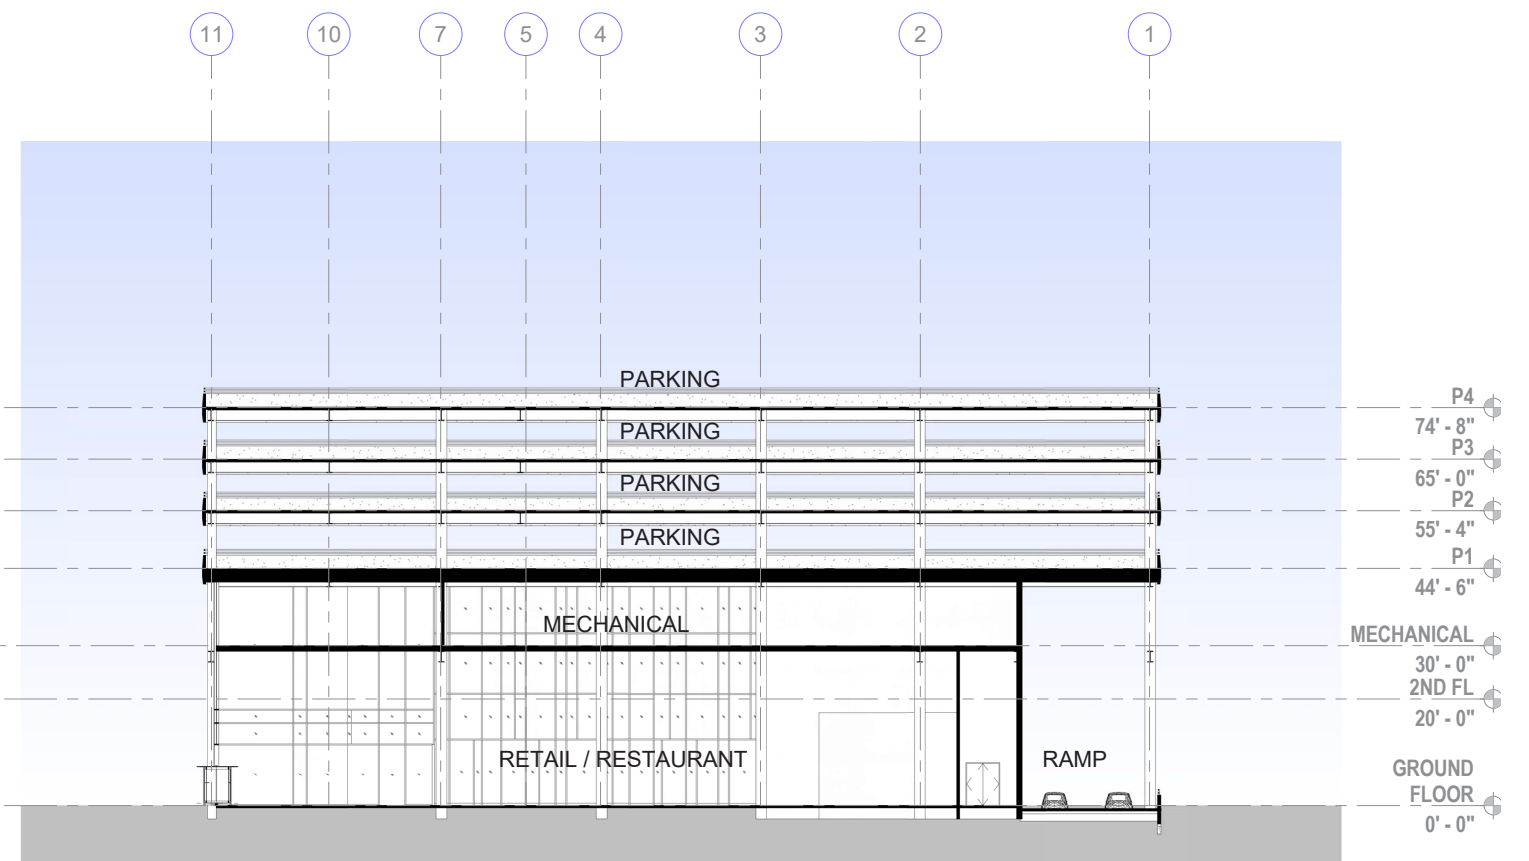 11
10
7
5
4
3
2
1
PARKING
P4
74' - 8"
PARKING
P3
65' - 0"
PARKING
P2
55' - 4"
PARKING
P1
44' - 6"
MECHANICAL
MECHANICAL
30' - 0"
2ND FL
20' - 0"
RETAIL / RESTAURANT
RAMP
GROUND
FLOOR
0' - 0"